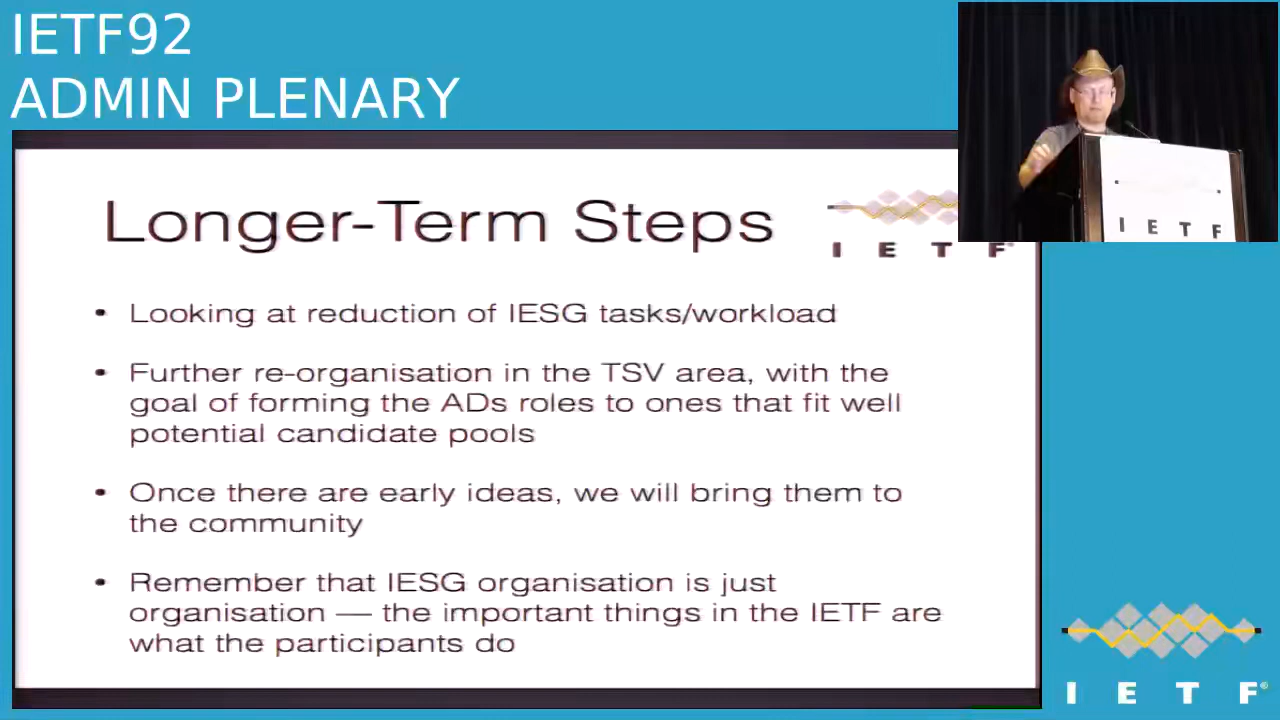 IETF92
ADMIN PLENARY
Longer-Term Steps
I E T F
• Looking at reduction of IESG tasks/workload
• Further re-organisation in the TSV area, with the
goal of forming the ADs roles to ones that fit well
potential candidate pools
• Once there are early ideas, we will bring them to
the community
• Remember that IESG organisation is just
organisation — the important things in the IETF are
what the participants do
I E T F
I E T F®